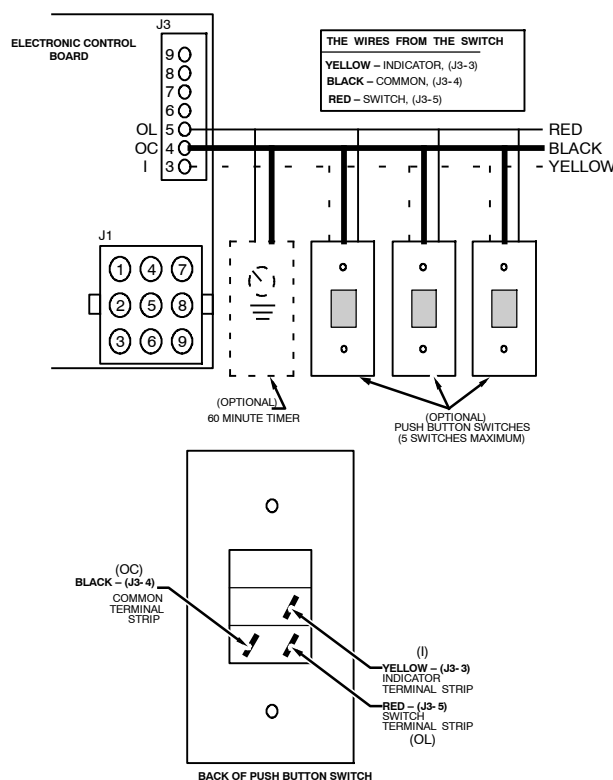 J3
ELECTRONIC CONTROL
BOARD
9
8
7
6
OL 5
OC 4
I 3
THE WIRES FROM THE SWITCH
YELLOW – INDICATOR, (J3-3)
BLACK – COMMON, (J3-4)
RED – SWITCH, (J3-5)
RED
BLACK
YELLOW
J1
1 4 7
2 5 8
3 6 9
(OPTIONAL)
60 MINUTE TIMER
(OPTIONAL)
PUSH BUTTON SWITCHES
(5 SWITCHES MAXIMUM)
(OC)
BLACK – (J3-4)
COMMON
TERMINAL
STRIP
(I)
YELLOW – (J3-3)
INDICATOR
TERMINAL STRIP
RED – (J3-5)
SWITCH
TERMINAL STRIP
(OL)
BACK OF PUSH BUTTON SWITCH